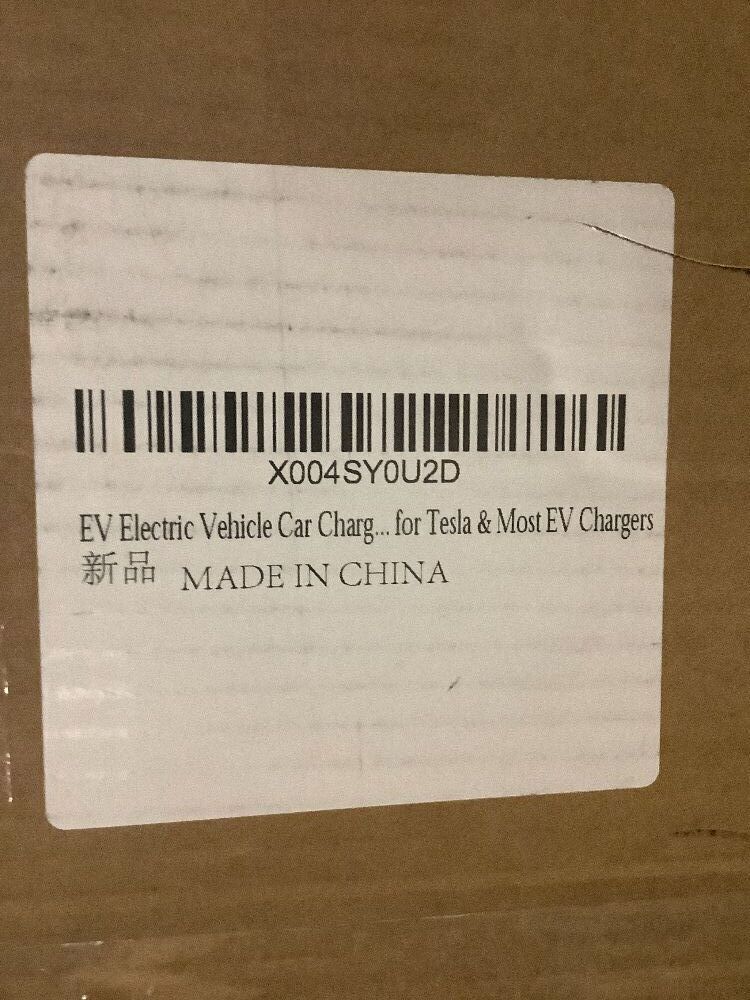 X004SY0U2D
EV Electric Vehicle Car Charg... for Tesla & Most EV Chargers
新品 MADE IN CHINA